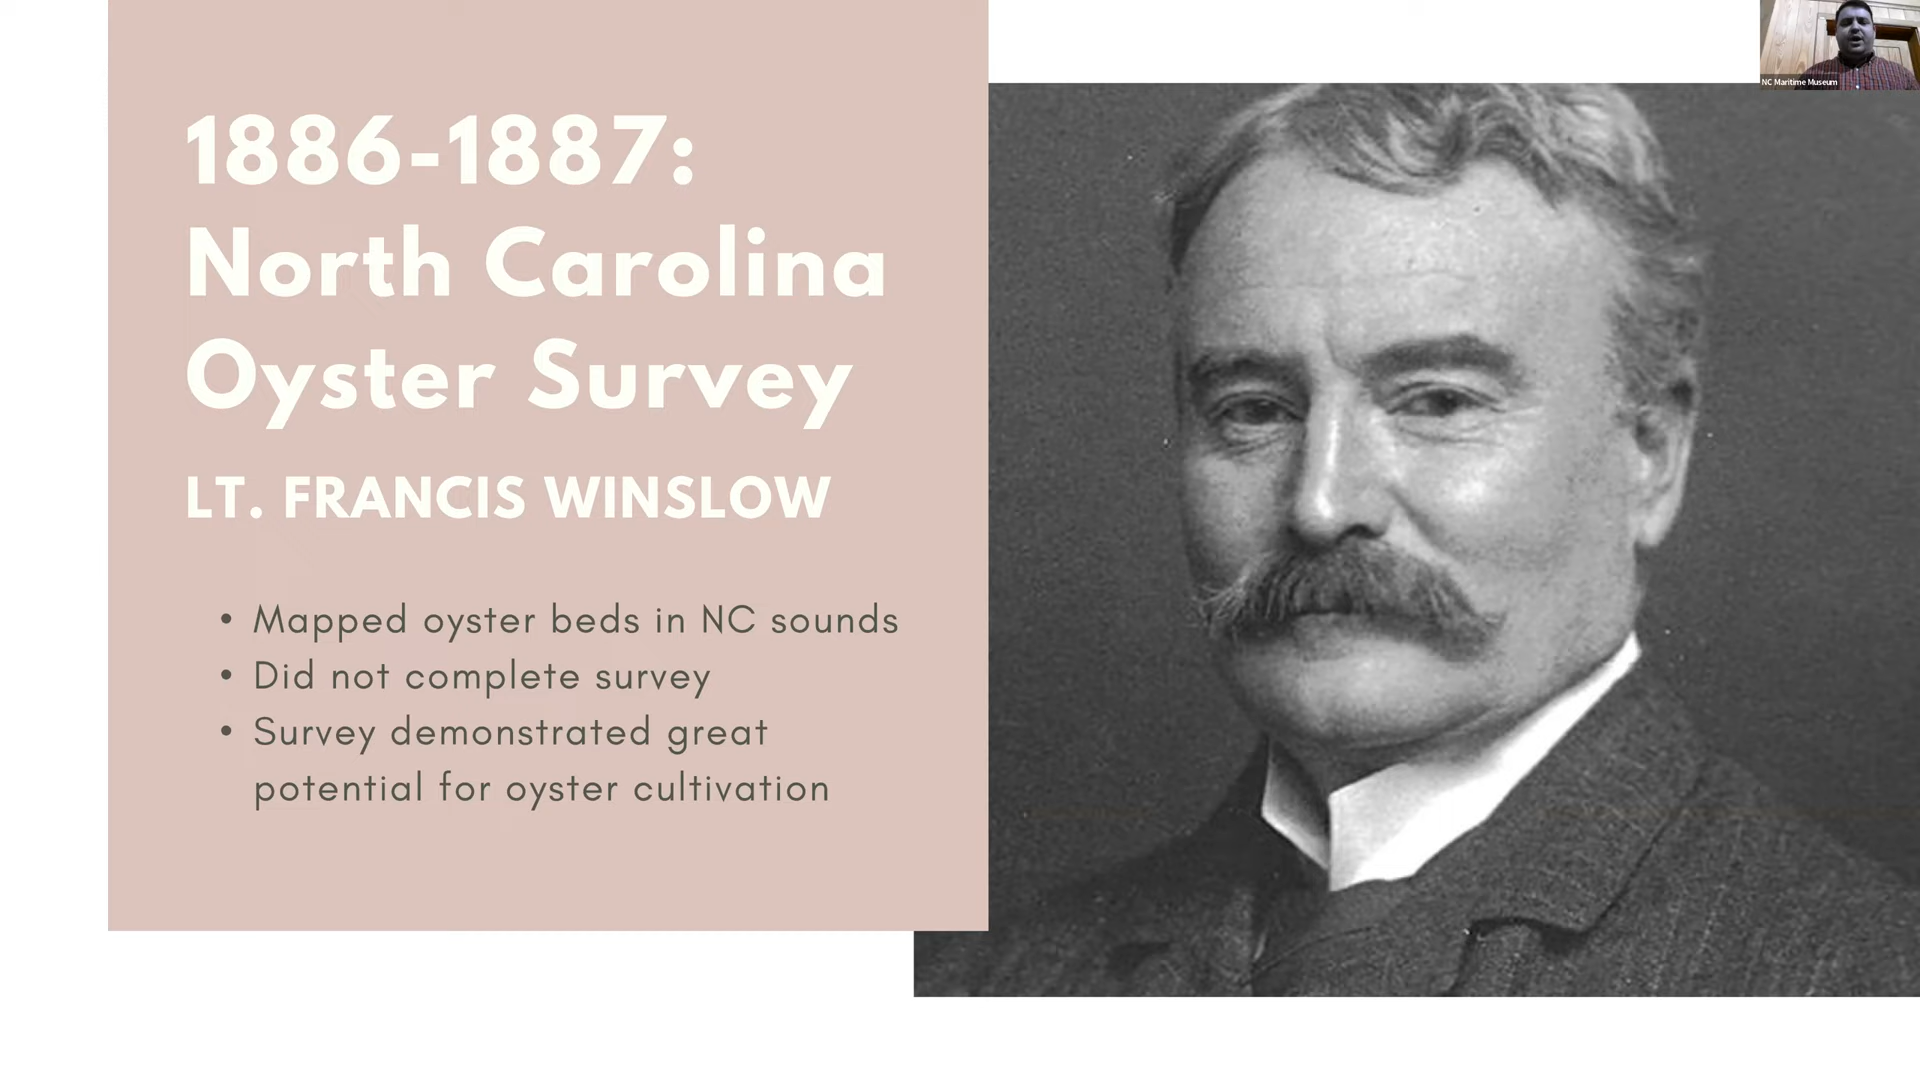 1886-1887:
North Carolina
Oyster Survey
LT. FRANCIS WINSLOW
• Mapped oyster beds in NC sounds
• Did not complete survey
• Survey demonstrated great
potential for oyster cultivation
NC Maritime Museum